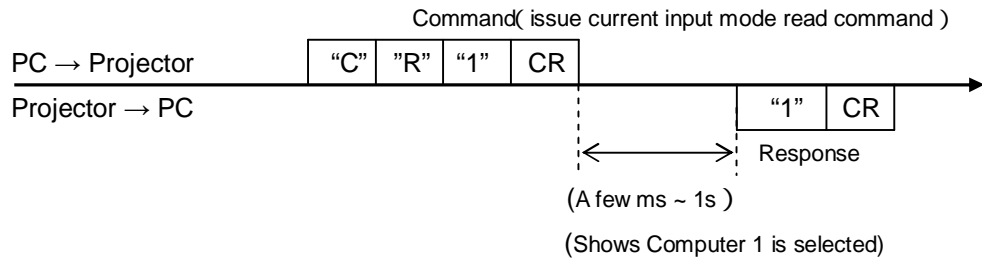 Command( issue current input mode read command )
PC → Projector
“C” ”R” “1” CR
Projector → PC
“1” CR
Response
(A few ms ~ 1s )
(Shows Computer 1 is selected)